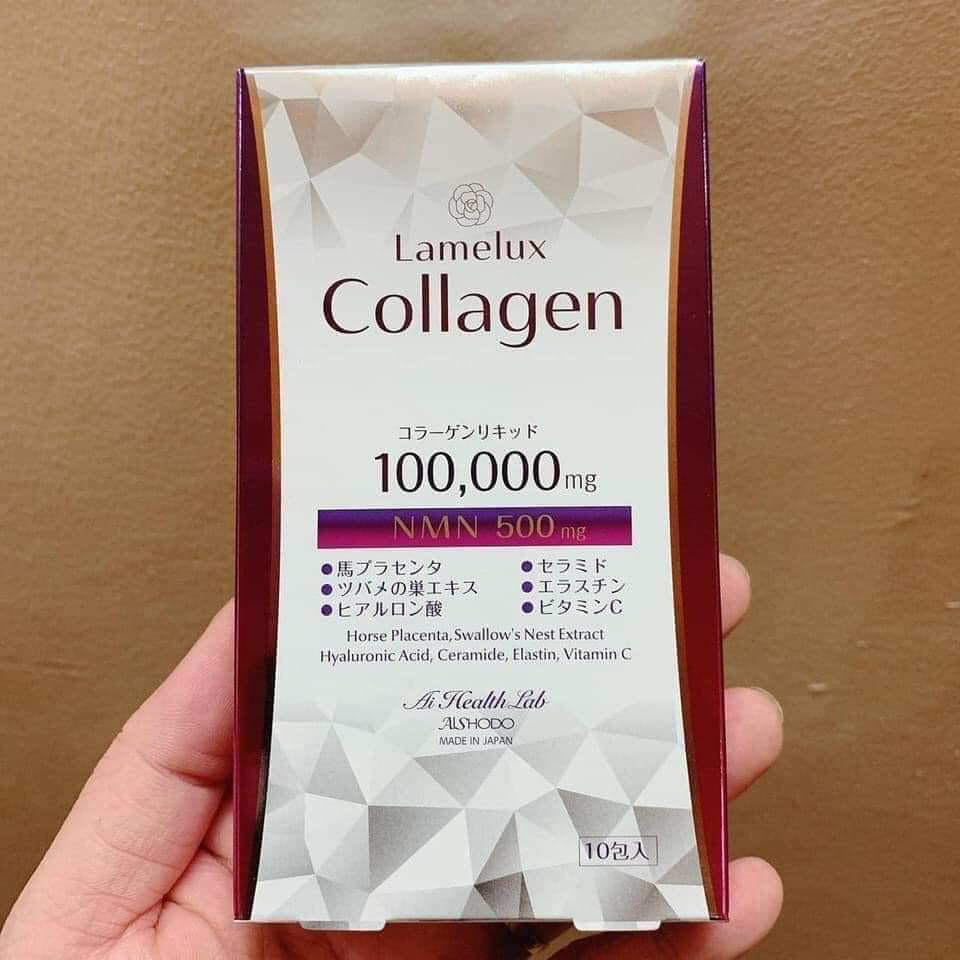 Lamelux
Collagen
コラーゲンリキッド
100,000mg
NMN 500mg
●馬プラセンタ ●セラミド
●ツバメの巣エキス ●エラスチン
●ヒアルロン酸 ●ビタミンC
Horse Placenta, Swallow's Nest Extract
Hyaluronic Acid, Ceramide, Elastin, Vitamin C
Ai Health Lab
AISHODO
MADE IN JAPAN
10包入